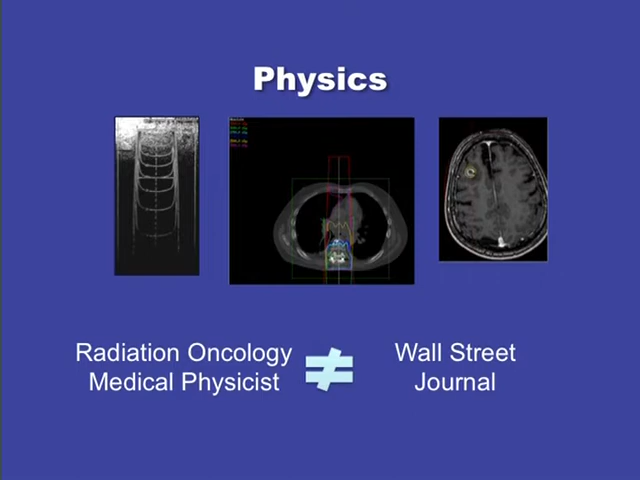 Physics
Radiation Oncology
Medical Physicist
≠
Wall Street
Journal